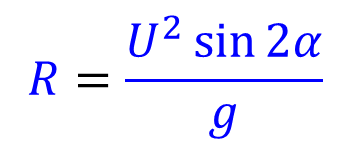 R = U² sin 2α / g